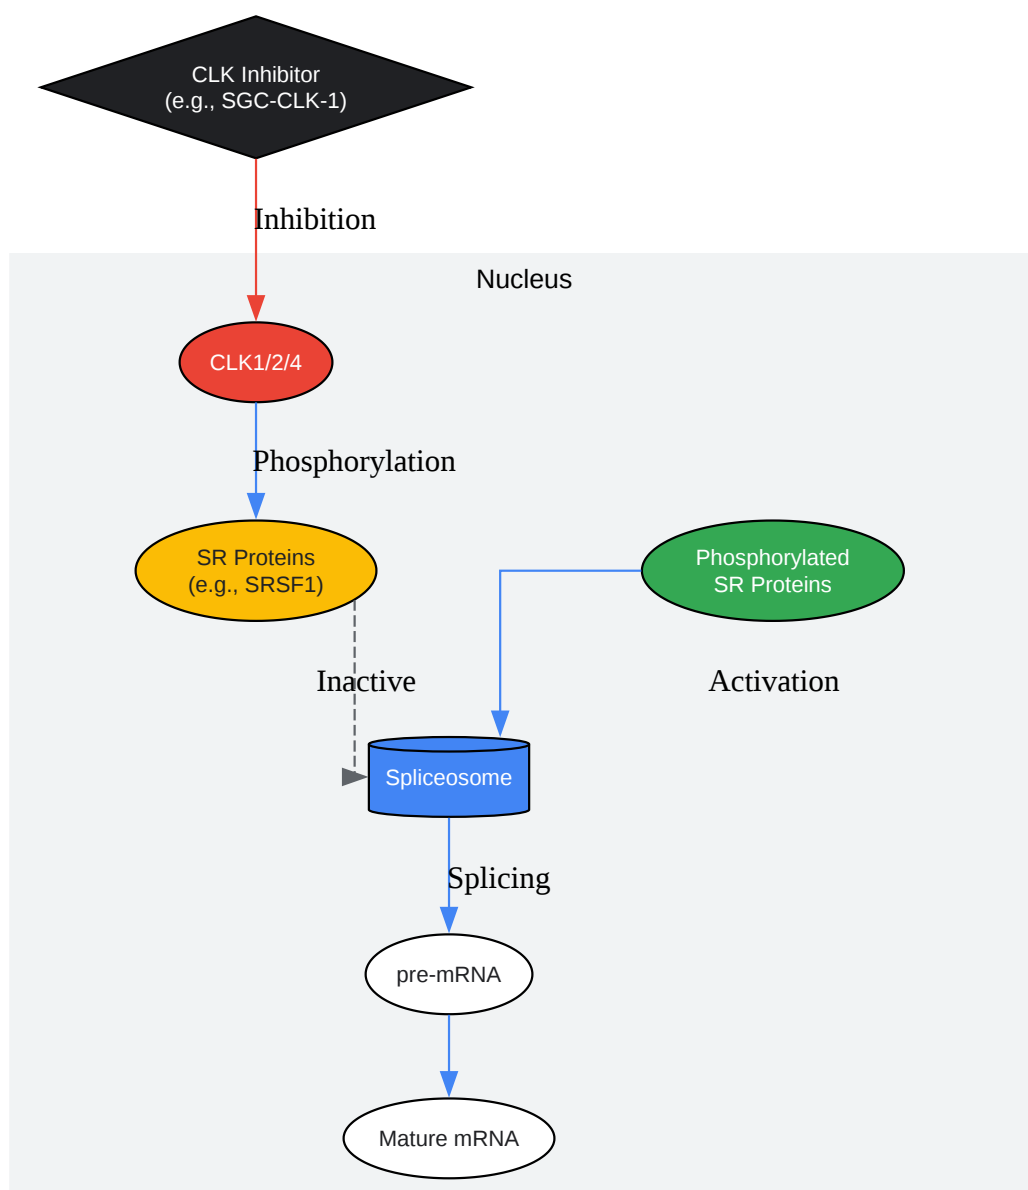 CLK Inhibitor
(e.g., SGC-CLK-1)
Inhibition
Nucleus
CLK1/2/4
Phosphorylation
SR Proteins
(e.g., SRSF1)
Phosphorylated
SR Proteins
Inactive
Activation
Spliceosome
Splicing
pre-mRNA
Mature mRNA